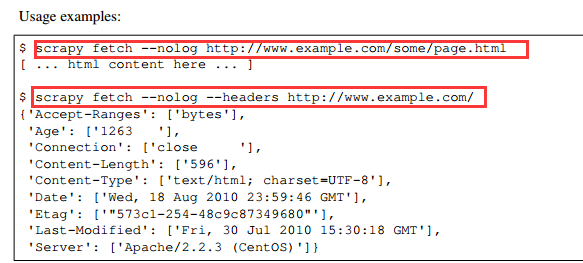 Usage examples:
$ scrapy fetch --nolog http://www.example.com/some/page.html
[ ... html content here ... ]
$ scrapy fetch --nolog --headers http://www.example.com/
{'Accept-Ranges': ['bytes'],
'Age': ['1263   '],
'Connection': ['close     '],
'Content-Length': ['596'],
'Content-Type': ['text/html; charset=UTF-8'],
'Date': ['Wed, 18 Aug 2010 23:59:46 GMT'],
'Etag': ['"573c1-254-48c9c87349680"'],
'Last-Modified': ['Fri, 30 Jul 2010 15:30:18 GMT'],
'Server': ['Apache/2.2.3 (CentOS)']}